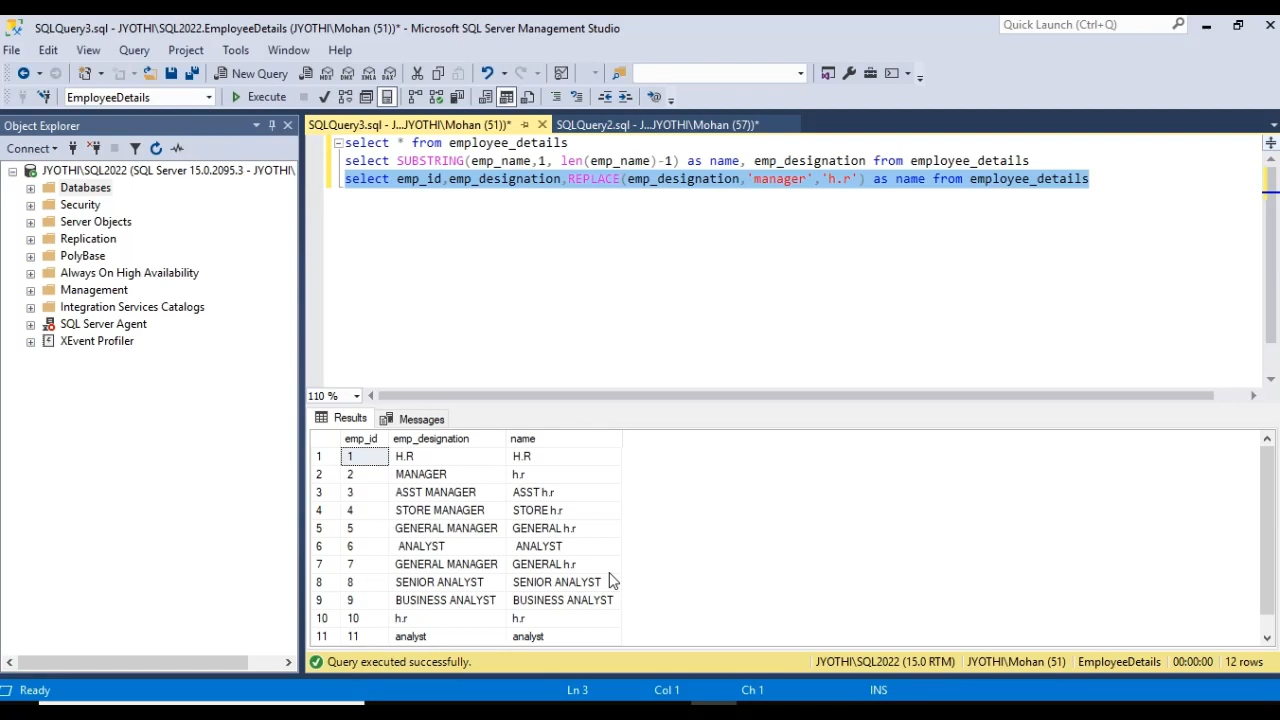 SQLQuery3.sql - JYOTHI\SQL2022.EmployeeDetails (JYOTHI\Mohan (51))* - Microsoft SQL Server Management Studio
Quick Launch (Ctrl+Q)
File Edit View Query Project Tools Window Help
New Query
MDX DMX XMLA DAX
EmployeeDetails
Execute
Object Explorer
SQLQuery3.sql - J...JYOTHI\Mohan (51))*
SQLQuery2.sql - J...JYOTHI\Mohan (57))*
Connect
JYOTHI\SQL2022 (SQL Server 15.0.2095.3 - JYOTHI\
Databases
Security
Server Objects
Replication
PolyBase
Always On High Availability
Management
Integration Services Catalogs
SQL Server Agent
XEvent Profiler
select * from employee_details
select SUBSTRING(emp_name,1, len(emp_name)-1) as name, emp_designation from employee_details
select emp_id,emp_designation,REPLACE(emp_designation,'manager','h.r') as name from employee_details
110 %
Results Messages
emp_id emp_designation name
1 1 H.R H.R
2 2 MANAGER h.r
3 3 ASST MANAGER ASST h.r
4 4 STORE MANAGER STORE h.r
5 5 GENERAL MANAGER GENERAL h.r
6 6 ANALYST ANALYST
7 7 GENERAL MANAGER GENERAL h.r
8 8 SENIOR ANALYST SENIOR ANALYST
9 9 BUSINESS ANALYST BUSINESS ANALYST
10 10 h.r h.r
11 11 analyst analyst
Query executed successfully. JYOTHI\SQL2022 (15.0 RTM) JYOTHI\Mohan (51) EmployeeDetails 00:00:00 12 rows
Ready Ln 3 Col 1 Ch 1 INS